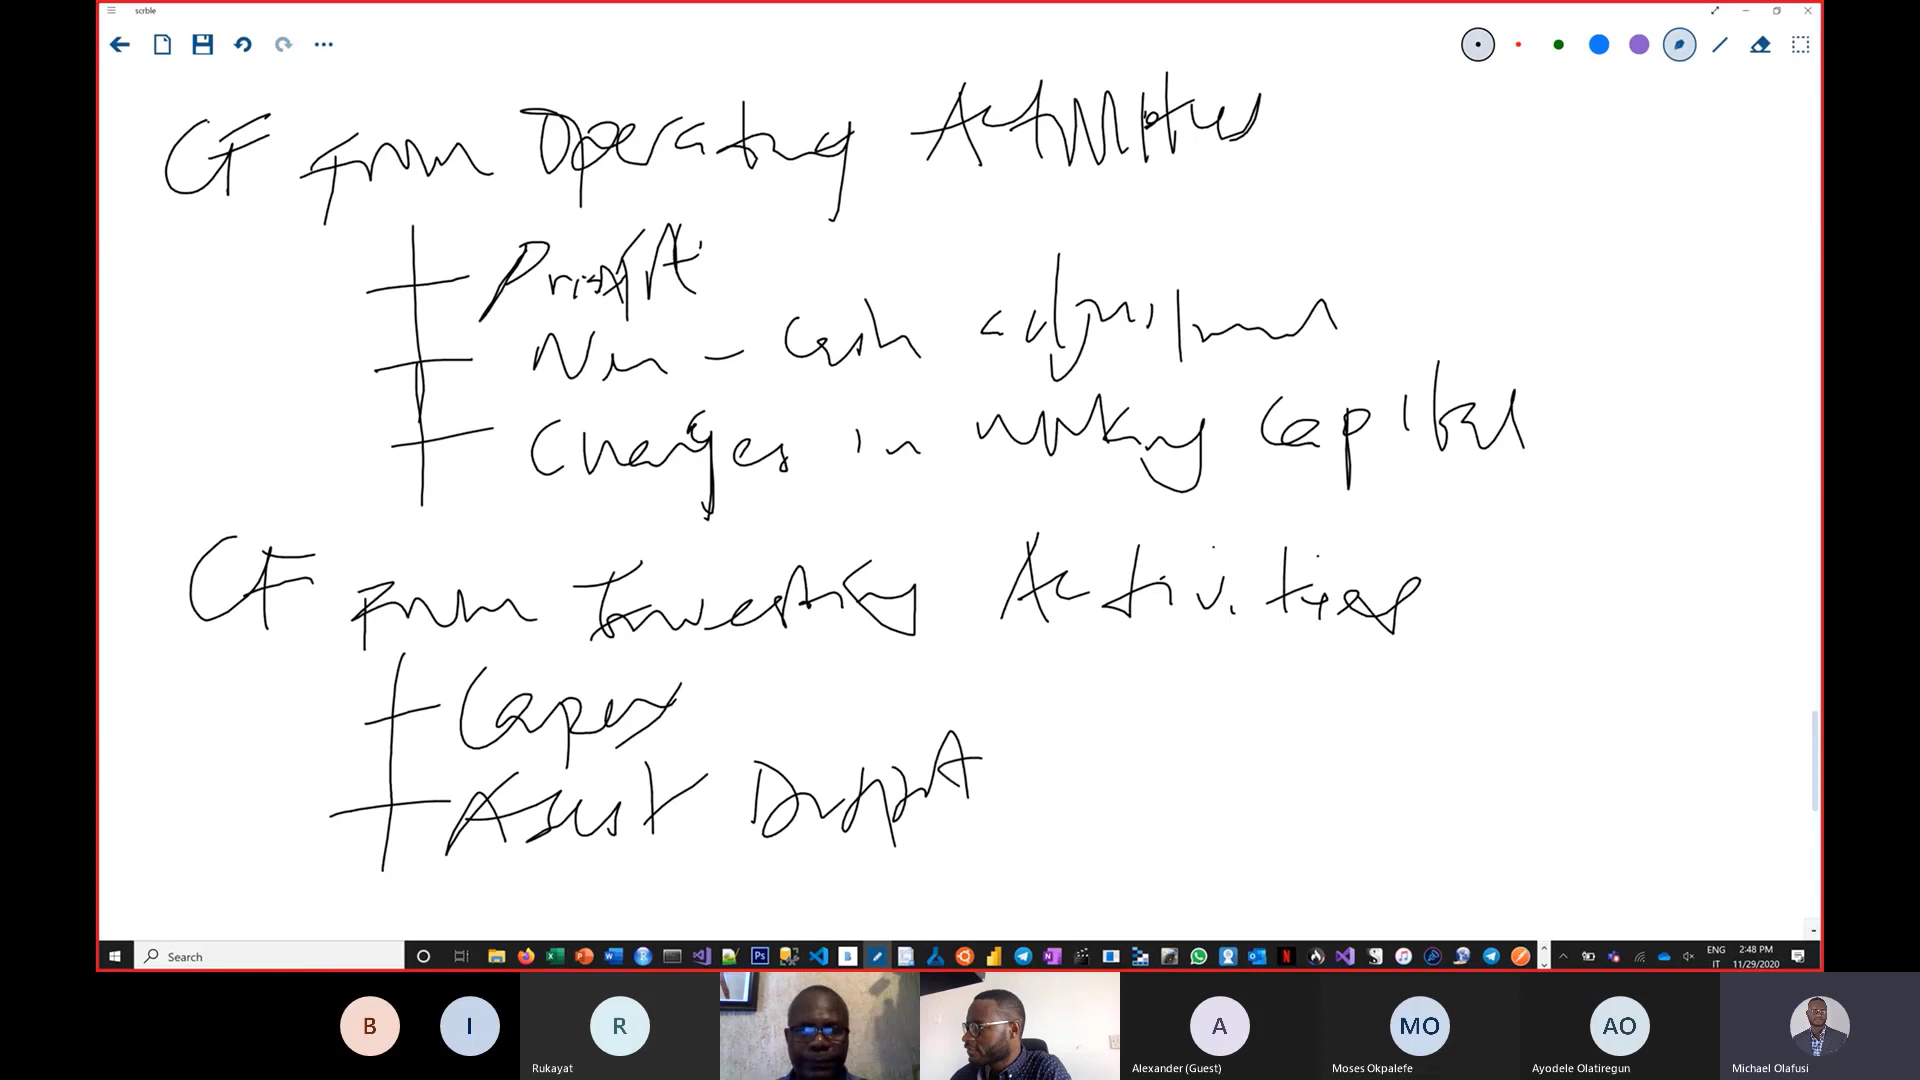 scrble
CF from Operating Activities
Profit
Non - Cash adjustment
Changes in working Capital
CF from Investing Activities
Capex
Asset
Search
ENG
IT
2:48 PM
11/29/2020
B
I
R
A
MO
AO
Rukayat
Alexander (Guest)
Moses Okpalefe
Ayodele Olatiregun
Michael Olafusi